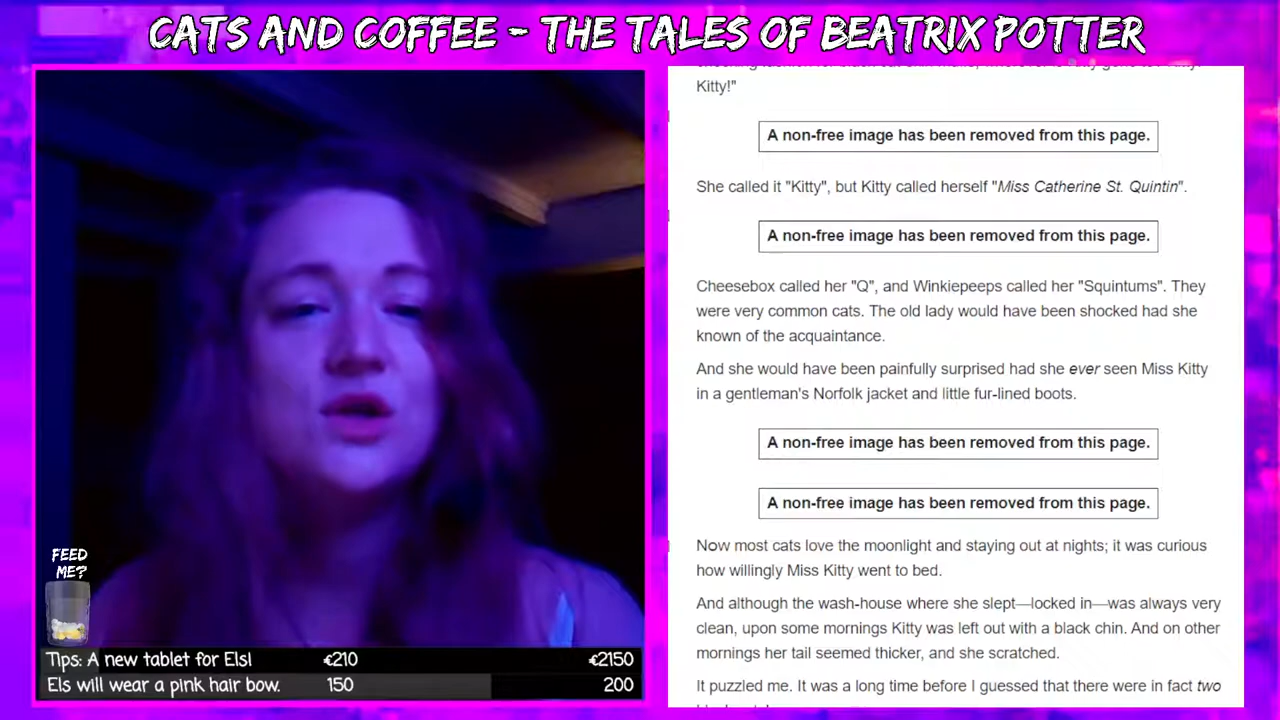 CATS AND COFFEE - THE TALES OF BEATRIX POTTER
Kitty!"
A non-free image has been removed from this page.
She called it "Kitty", but Kitty called herself "Miss Catherine St. Quintin".
A non-free image has been removed from this page.
Cheesebox called her "Q", and Winkiepeeps called her "Squintums". They
were very common cats. The old lady would have been shocked had she
known of the acquaintance.
And she would have been painfully surprised had she ever seen Miss Kitty
in a gentleman's Norfolk jacket and little fur-lined boots.
A non-free image has been removed from this page.
A non-free image has been removed from this page.
Now most cats love the moonlight and staying out at nights; it was curious
how willingly Miss Kitty went to bed.
And although the wash-house where she slept—locked in—was always very
clean, upon some mornings Kitty was left out with a black chin. And on other
mornings her tail seemed thicker, and she scratched.
It puzzled me. It was a long time before I guessed that there were in fact two
FEED
ME?
Tips: A new tablet for Els! €210 €2150
Els will wear a pink hair bow. 150 200